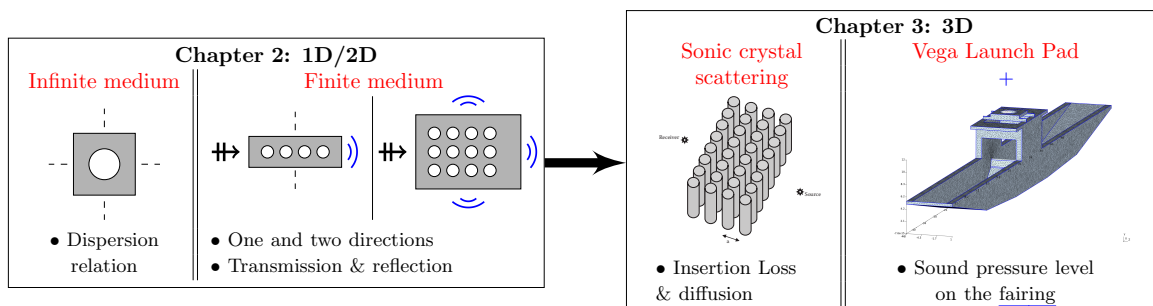 Chapter 2: 1D/2D
Infinite medium
Finite medium
• Dispersion
relation
• One and two directions
• Transmission & reflection
Chapter 3: 3D
Sonic crystal
scattering
Receiver
Source
• Insertion Loss
& diffusion
Vega Launch Pad
+
• Sound pressure level
on the fairing